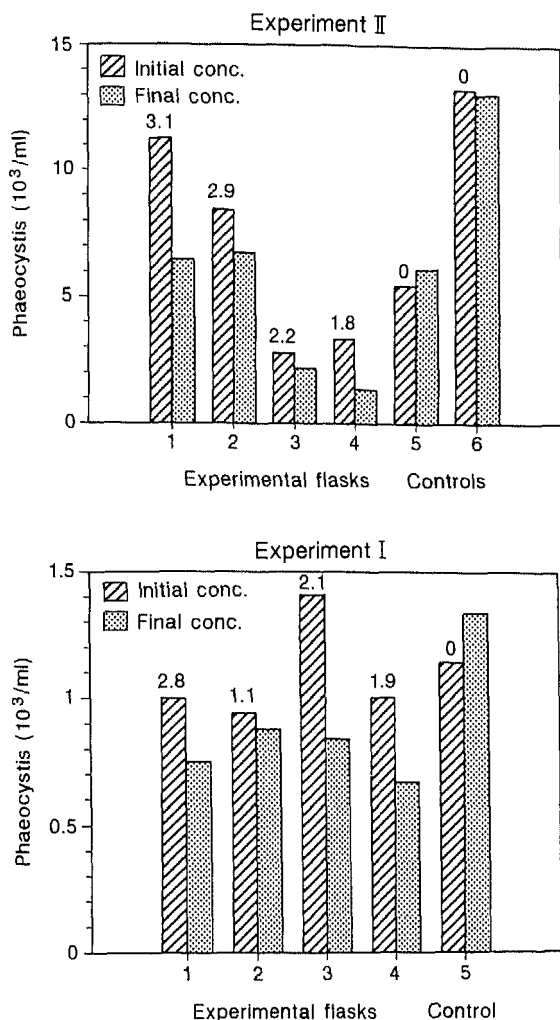 Experiment II
Phaeocystis (10³/ml)
15
10
5
0
Initial conc.
Final conc.
3.1
2.9
2.2
1.8
0
0
1 2 3 4 5 6
Experimental flasks Controls
Experiment I
Phaeocystis (10³/ml)
1.5
1
0.5
0
Initial conc.
Final conc.
2.8
1.1
2.1
1.9
0
1 2 3 4 5
Experimental flasks Control